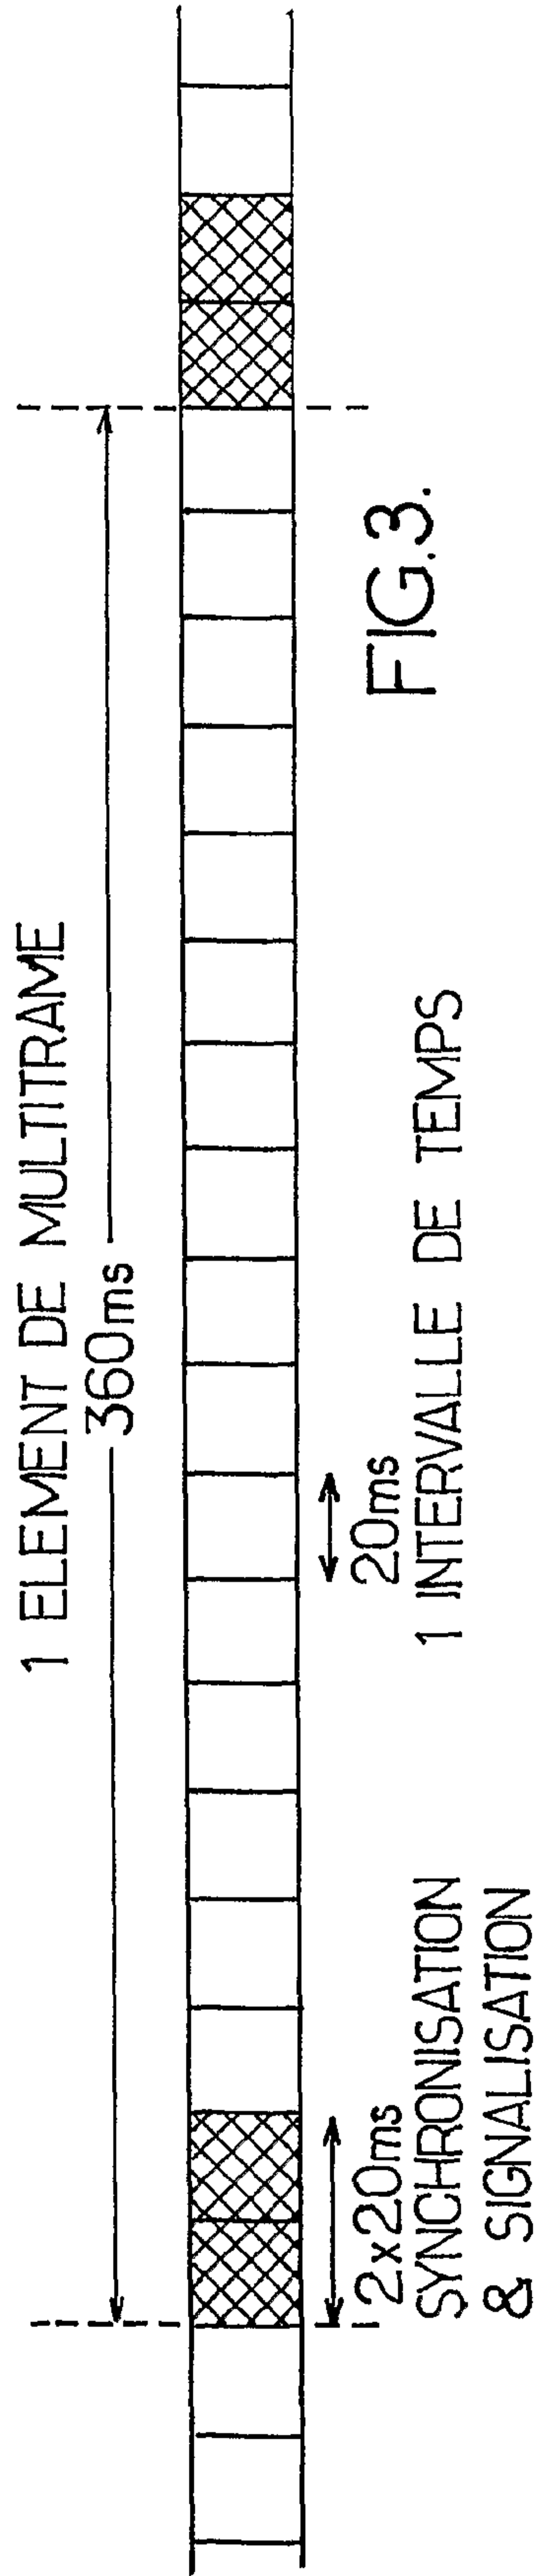 1 ELEMENT DE MULTITRAME
360ms
20ms
1 INTERVALLE DE TEMPS
2x20ms
SYNCHRONISATION
& SIGNALISATION
FIG.3.